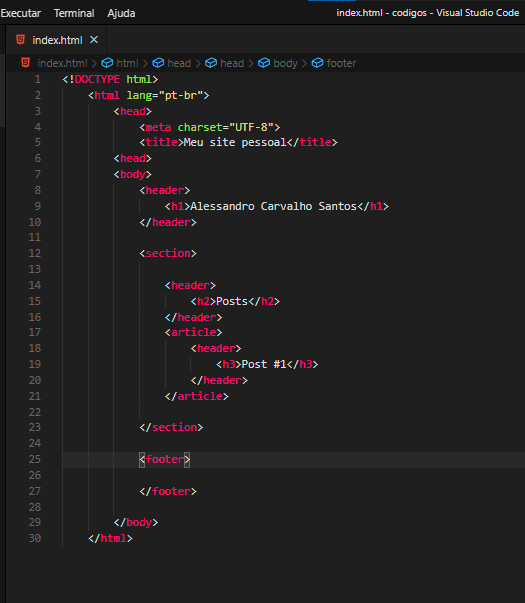 Executar Terminal Ajuda index.html - codigos - Visual Studio Code
index.html ×
index.html > html > head > head > body > footer
1 <!DOCTYPE html>
2 <html lang="pt-br">
3 <head>
4 <meta charset="UTF-8">
5 <title>Meu site pessoal</title>
6 <head>
7 <body>
8 <header>
9 <h1>Alessandro Carvalho Santos</h1>
10 </header>
11
12 <section>
13
14 <header>
15 <h2>Posts</h2>
16 </header>
17 <article>
18 <header>
19 <h3>Post #1</h3>
20 </header>
21 </article>
22
23 </section>
24
25 <footer>
26
27 </footer>
28
29 </body>
30 </html>